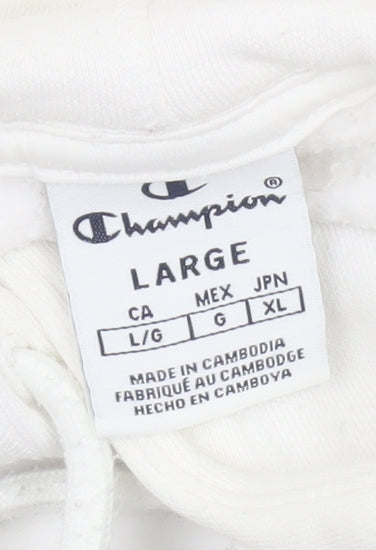 Champion®
LARGE
CA MEX JPN
L/G G XL
MADE IN CAMBODIA
FABRIQUÉ AU CAMBODGE
HECHO EN CAMBOYA